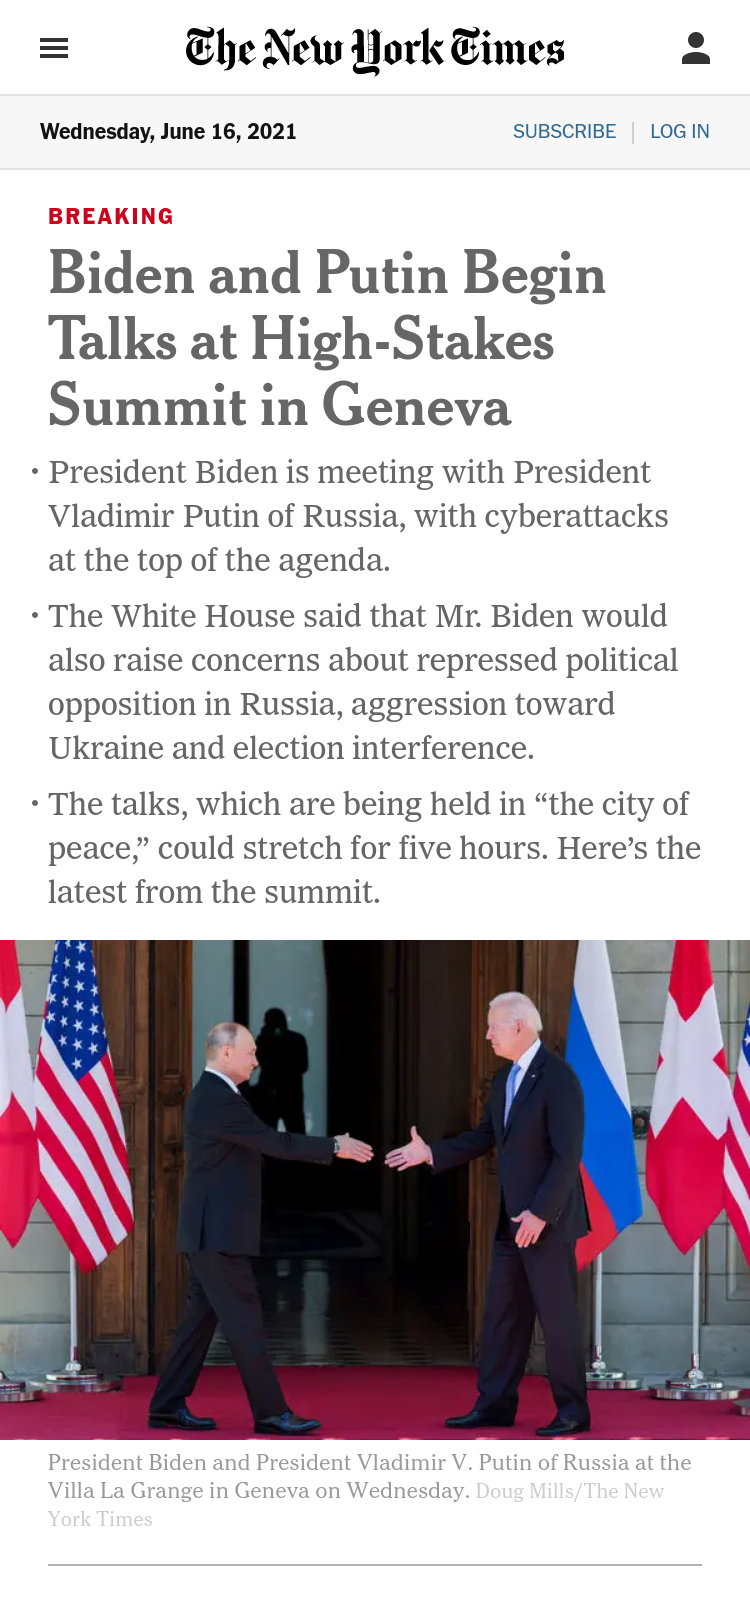 The New York Times
Wednesday, June 16, 2021
SUBSCRIBE | LOG IN
BREAKING
Biden and Putin Begin
Talks at High-Stakes
Summit in Geneva
• President Biden is meeting with President
Vladimir Putin of Russia, with cyberattacks
at the top of the agenda.
• The White House said that Mr. Biden would
also raise concerns about repressed political
opposition in Russia, aggression toward
Ukraine and election interference.
• The talks, which are being held in “the city of
peace,” could stretch for five hours. Here’s the
latest from the summit.
President Biden and President Vladimir V. Putin of Russia at the
Villa La Grange in Geneva on Wednesday. Doug Mills/The New
York Times